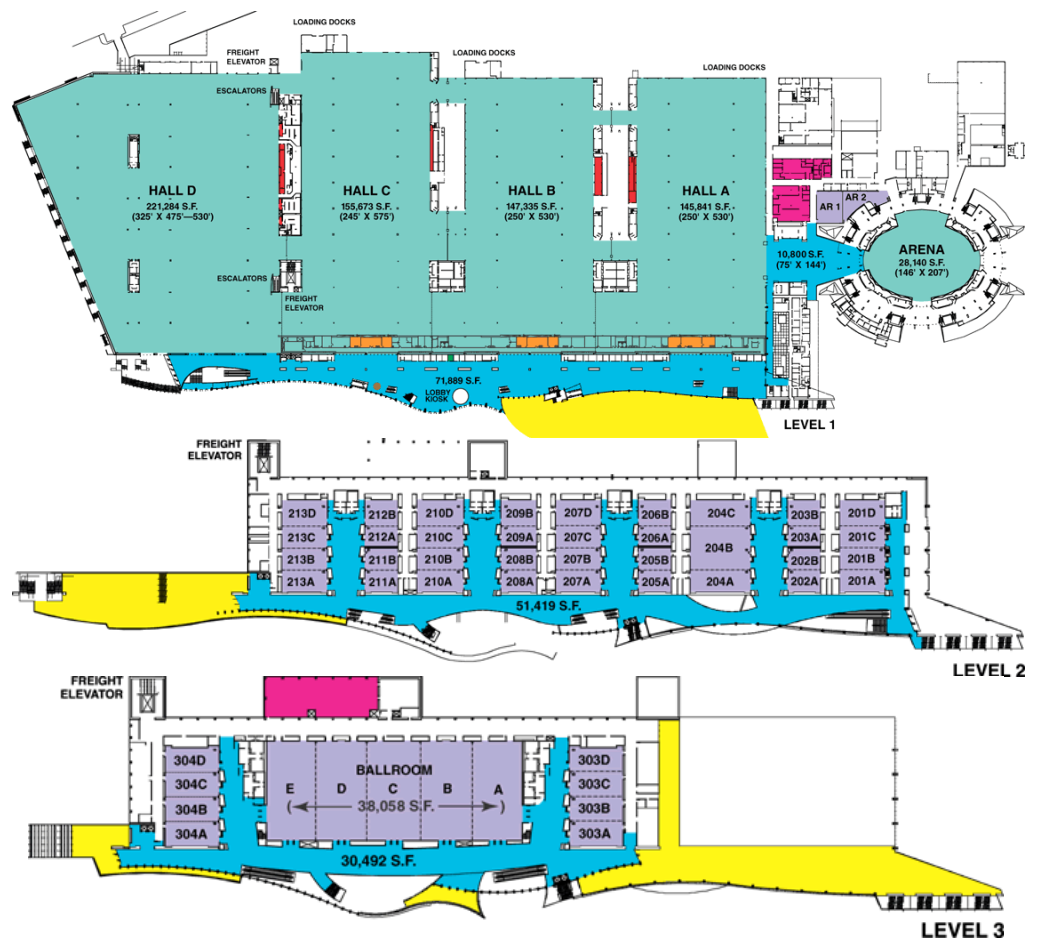 LOADING DOCKS
FREIGHT
ELEVATOR
LOADING DOCKS
LOADING DOCKS
ESCALATORS
HALL D
221,284 S.F.
(325' X 475'—530')
HALL C
155,673 S.F.
(245' X 575')
HALL B
147,335 S.F.
(250' X 530')
HALL A
145,841 S.F.
(250' X 530')
AR 1
AR 2
ARENA
28,140 S.F.
(146' X 207')
10,800 S.F.
(75' X 144')
ESCALATORS
FREIGHT
ELEVATOR
71,889 S.F.
LOBBY
KIOSK
LEVEL 1
FREIGHT
ELEVATOR
213D
212B
210D
209B
207D
206B
204C
203B
201D
213C
212A
210C
209A
207C
206A
204B
203A
201C
213B
211B
210B
208B
207B
205B
202B
201B
213A
211A
210A
208A
207A
205A
204A
202A
201A
51,419 S.F.
LEVEL 2
FREIGHT
ELEVATOR
304D
304C
304B
304A
BALLROOM
E
D
C
B
A
( 38,058 S.F. )
303D
303C
303B
303A
30,492 S.F.
LEVEL 3